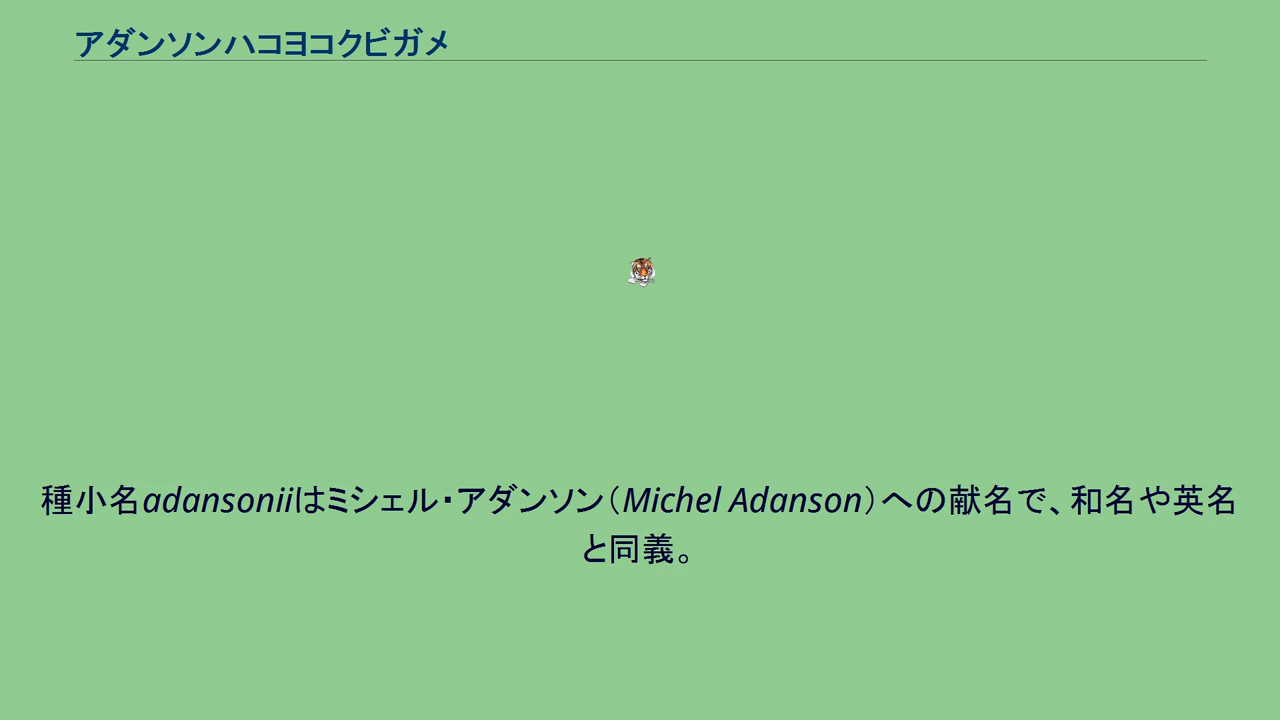 アダンソンハコヨコクビガメ
種小名adansoniiはミシェル・アダンソン（Michel Adanson）への献名で、和名や英名
と同義。